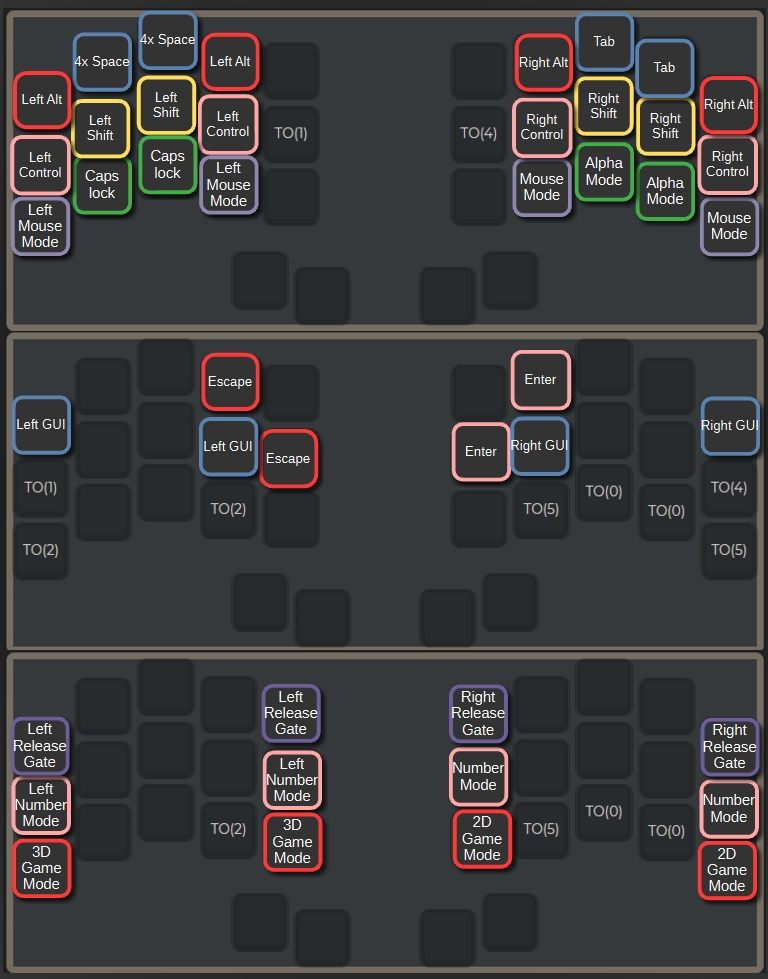 4x Space
4x Space
Left Alt
Left Alt
Left
Shift
Left
Shift
Left
Control
TO(1)
Left
Control
Caps
lock
Caps
lock
Left
Mouse
Mode
Left
Mouse
Mode
Tab
Tab
Right Alt
Right Alt
Right
Shift
Right
Shift
TO(4)
Right
Control
Right
Control
Alpha
Mode
Alpha
Mode
Mouse
Mode
Mouse
Mode
Escape
Left GUI
Left GUI
Escape
TO(1)
TO(2)
TO(2)
Enter
Right GUI
Enter
Right GUI
TO(5)
TO(0)
TO(0)
TO(4)
TO(5)
Left
Release
Gate
Left
Release
Gate
Left
Number
Mode
Left
Number
Mode
TO(2)
3D
Game
Mode
3D
Game
Mode
Right
Release
Gate
Right
Release
Gate
Number
Mode
Number
Mode
2D
Game
Mode
TO(5)
TO(0)
TO(0)
2D
Game
Mode